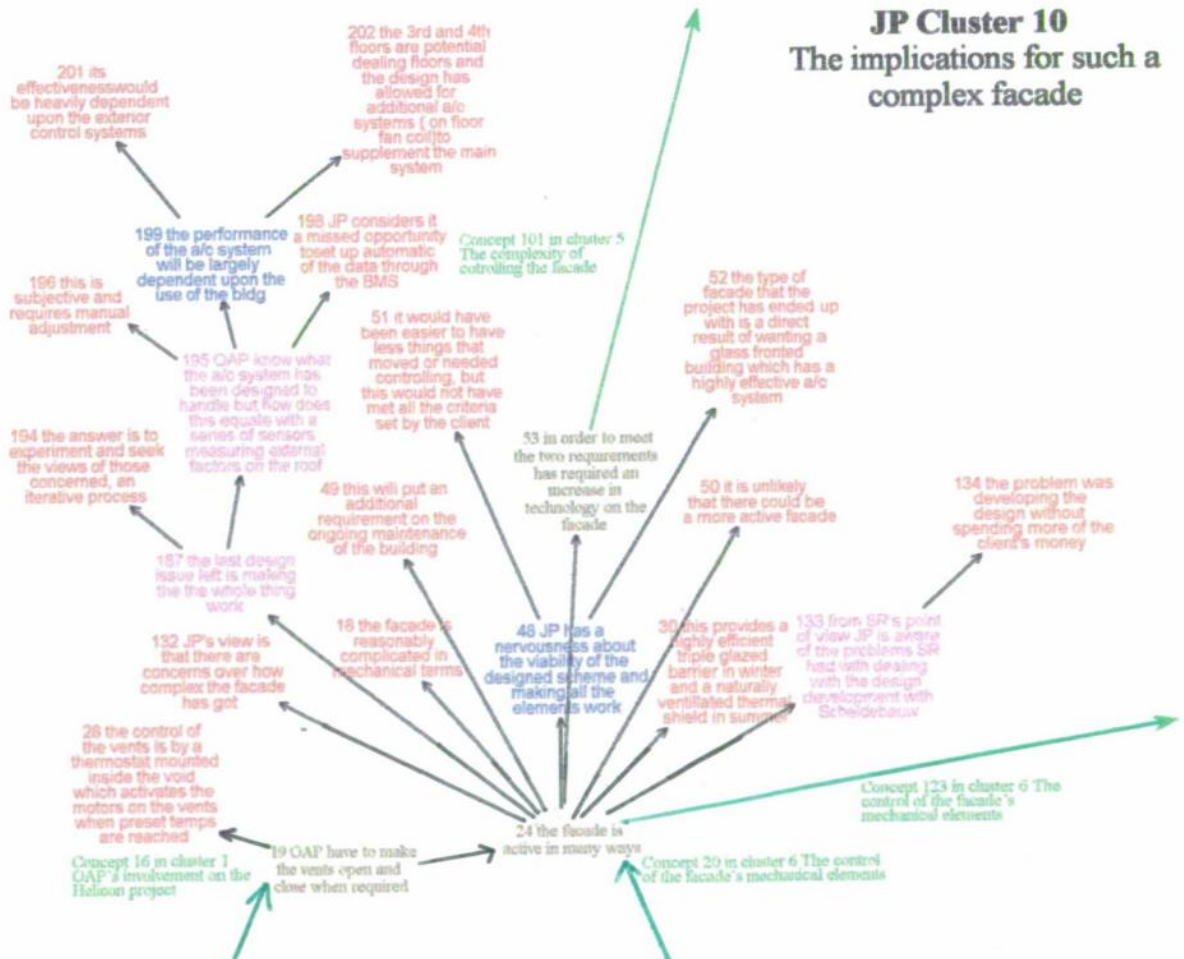 JP Cluster 10
The implications for such a
complex facade
202 the 3rd and 4th
floors are potential
dealing floors and
the design has
allowed for
additional a/c
systems ( on floor
fan coil)to
supplement the main
system
201 its
effectivenesswould
be heavily dependent
upon the exterior
control systems
199 the performance
of the a/c system
will be largely
dependent upon the
use of the bldg
198 JP considers it
a missed opportunity
toset up automatic
of the data through
the BMS
Concept 101 in cluster 5
The complexity of
cotrolling the facade
196 this is
subjective and
requires manual
adjustment
52 the type of
facade that the
project has ended up
with is a direct
result of wanting a
glass fronted
building which has a
highly effective a/c
system
51 it would have
been easier to have
less things that
moved or needed
controlling, but
this would not have
met all the criteria
set by the client
195 OAP know what
the a/c system has
been designed to
handle but how does
this equate with a
series of sensors
measuring external
factors on the roof
194 the answer is to
experiment and seek
the views of those
concerned, an
iterative process
53 in order to meet
the two requirements
has required an
increase in
technology on the
facade
49 this will put an
additional
requirement on the
ongoing maintenance
of the building
50 it is unlikely
that there could be
a more active facade
134 the problem was
developing the
design without
spending more of the
client's money
187 the last design
issue left is making
the the whole thing
work
132 JP's view is
that there are
concerns over how
complex the facade
has got
18 the facade is
reasonably
complicated in
mechanical terms
48 JP has a
nervousness about
the viability of the
designed scheme and
making all the
elements work
30 this provides a
highly efficient
triple glazed
barrier in winter
and a naturally
ventillated thermal
shield in summer
133 from SR's point
of view JP is aware
of the problems SR
had with dealing
with the design
development with
Scheldebauw
28 the control of
the vents is by a
thermostat mounted
inside the void
which activates the
motors on the vents
when preset temps
are reached
Concept 123 in cluster 6 The
control of the facade's
mechanical elements
24 the facade is
active in many ways
19 OAP have to make
the vents open and
close when required
Concept 16 in cluster 1
OAP's involvement on the
Helicon project
Concept 20 in cluster 6 The control
of the facade's mechanical elements